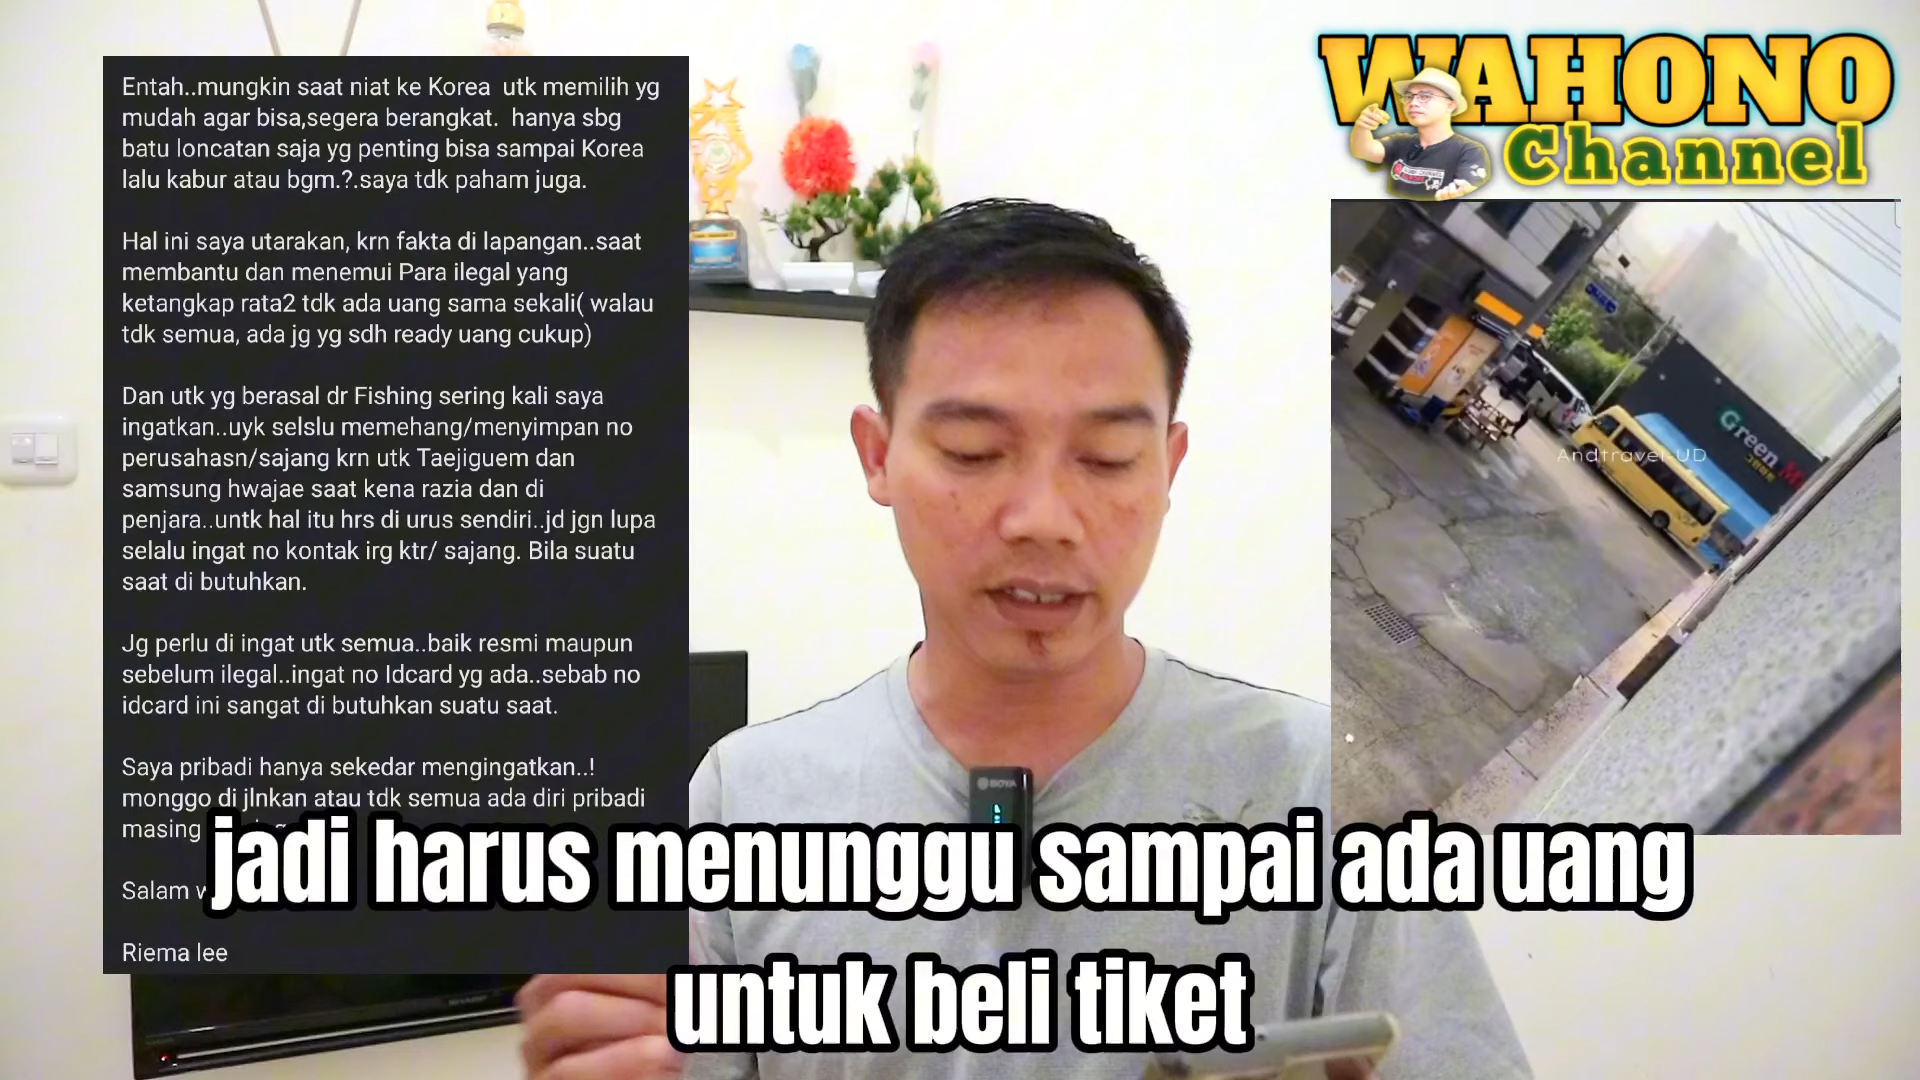 Entah..mungkin saat niat ke Korea utk memilih yg
mudah agar bisa,segera berangkat. hanya sbg
batu loncatan saja yg penting bisa sampai Korea
lalu kabur atau bgm.?.saya tdk paham juga.
Hal ini saya utarakan, krn fakta di lapangan..saat
membantu dan menemui Para ilegal yang
ketangkap rata2 tdk ada uang sama sekali( walau
tdk semua, ada jg yg sdh ready uang cukup)
Dan utk yg berasal dr Fishing sering kali saya
ingatkan..uyk selslu memehang/menyimpan no
perusahasn/sajang krn utk Taejiguem dan
samsung hwajae saat kena razia dan di
penjara..untk hal itu hrs di urus sendiri..jd jgn lupa
selalu ingat no kontak irg ktr/ sajang. Bila suatu
saat di butuhkan.
Jg perlu di ingat utk semua..baik resmi maupun
sebelum ilegal..ingat no Idcard yg ada..sebab no
idcard ini sangat di butuhkan suatu saat.
Saya pribadi hanya sekedar mengingatkan..!
monggo di jlnkan atau tdk semua ada diri pribadi
masing
Salam
Riema lee
WAHONO
Channel
Green
Andtravel-UD
BOYA
SHARP
jadi harus menunggu sampai ada uang
untuk beli tiket